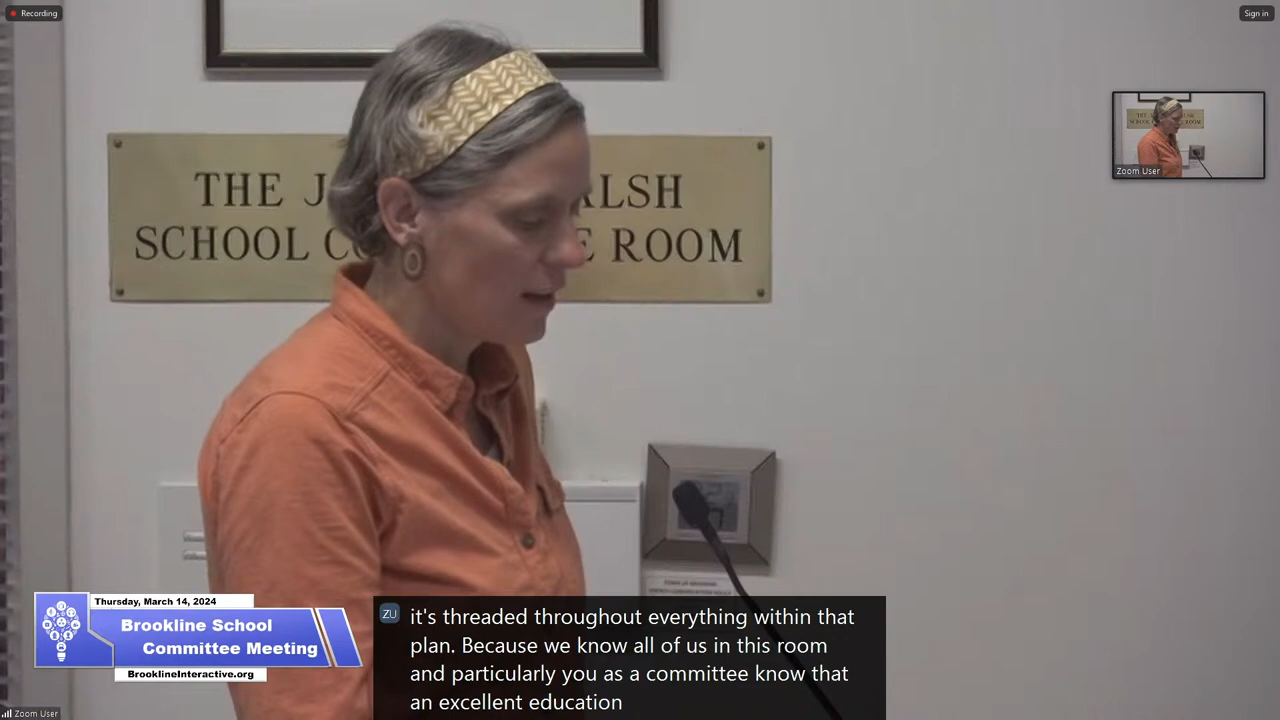 Recording
Sign in
THE J ALSH
SCHOOL CO E ROOM
Zoom User
Thursday, March 14, 2024
Brookline School
Committee Meeting
BrooklineInteractive.org
ZU
it's threaded throughout everything within that
plan. Because we know all of us in this room
and particularly you as a committee know that
an excellent education
Zoom User